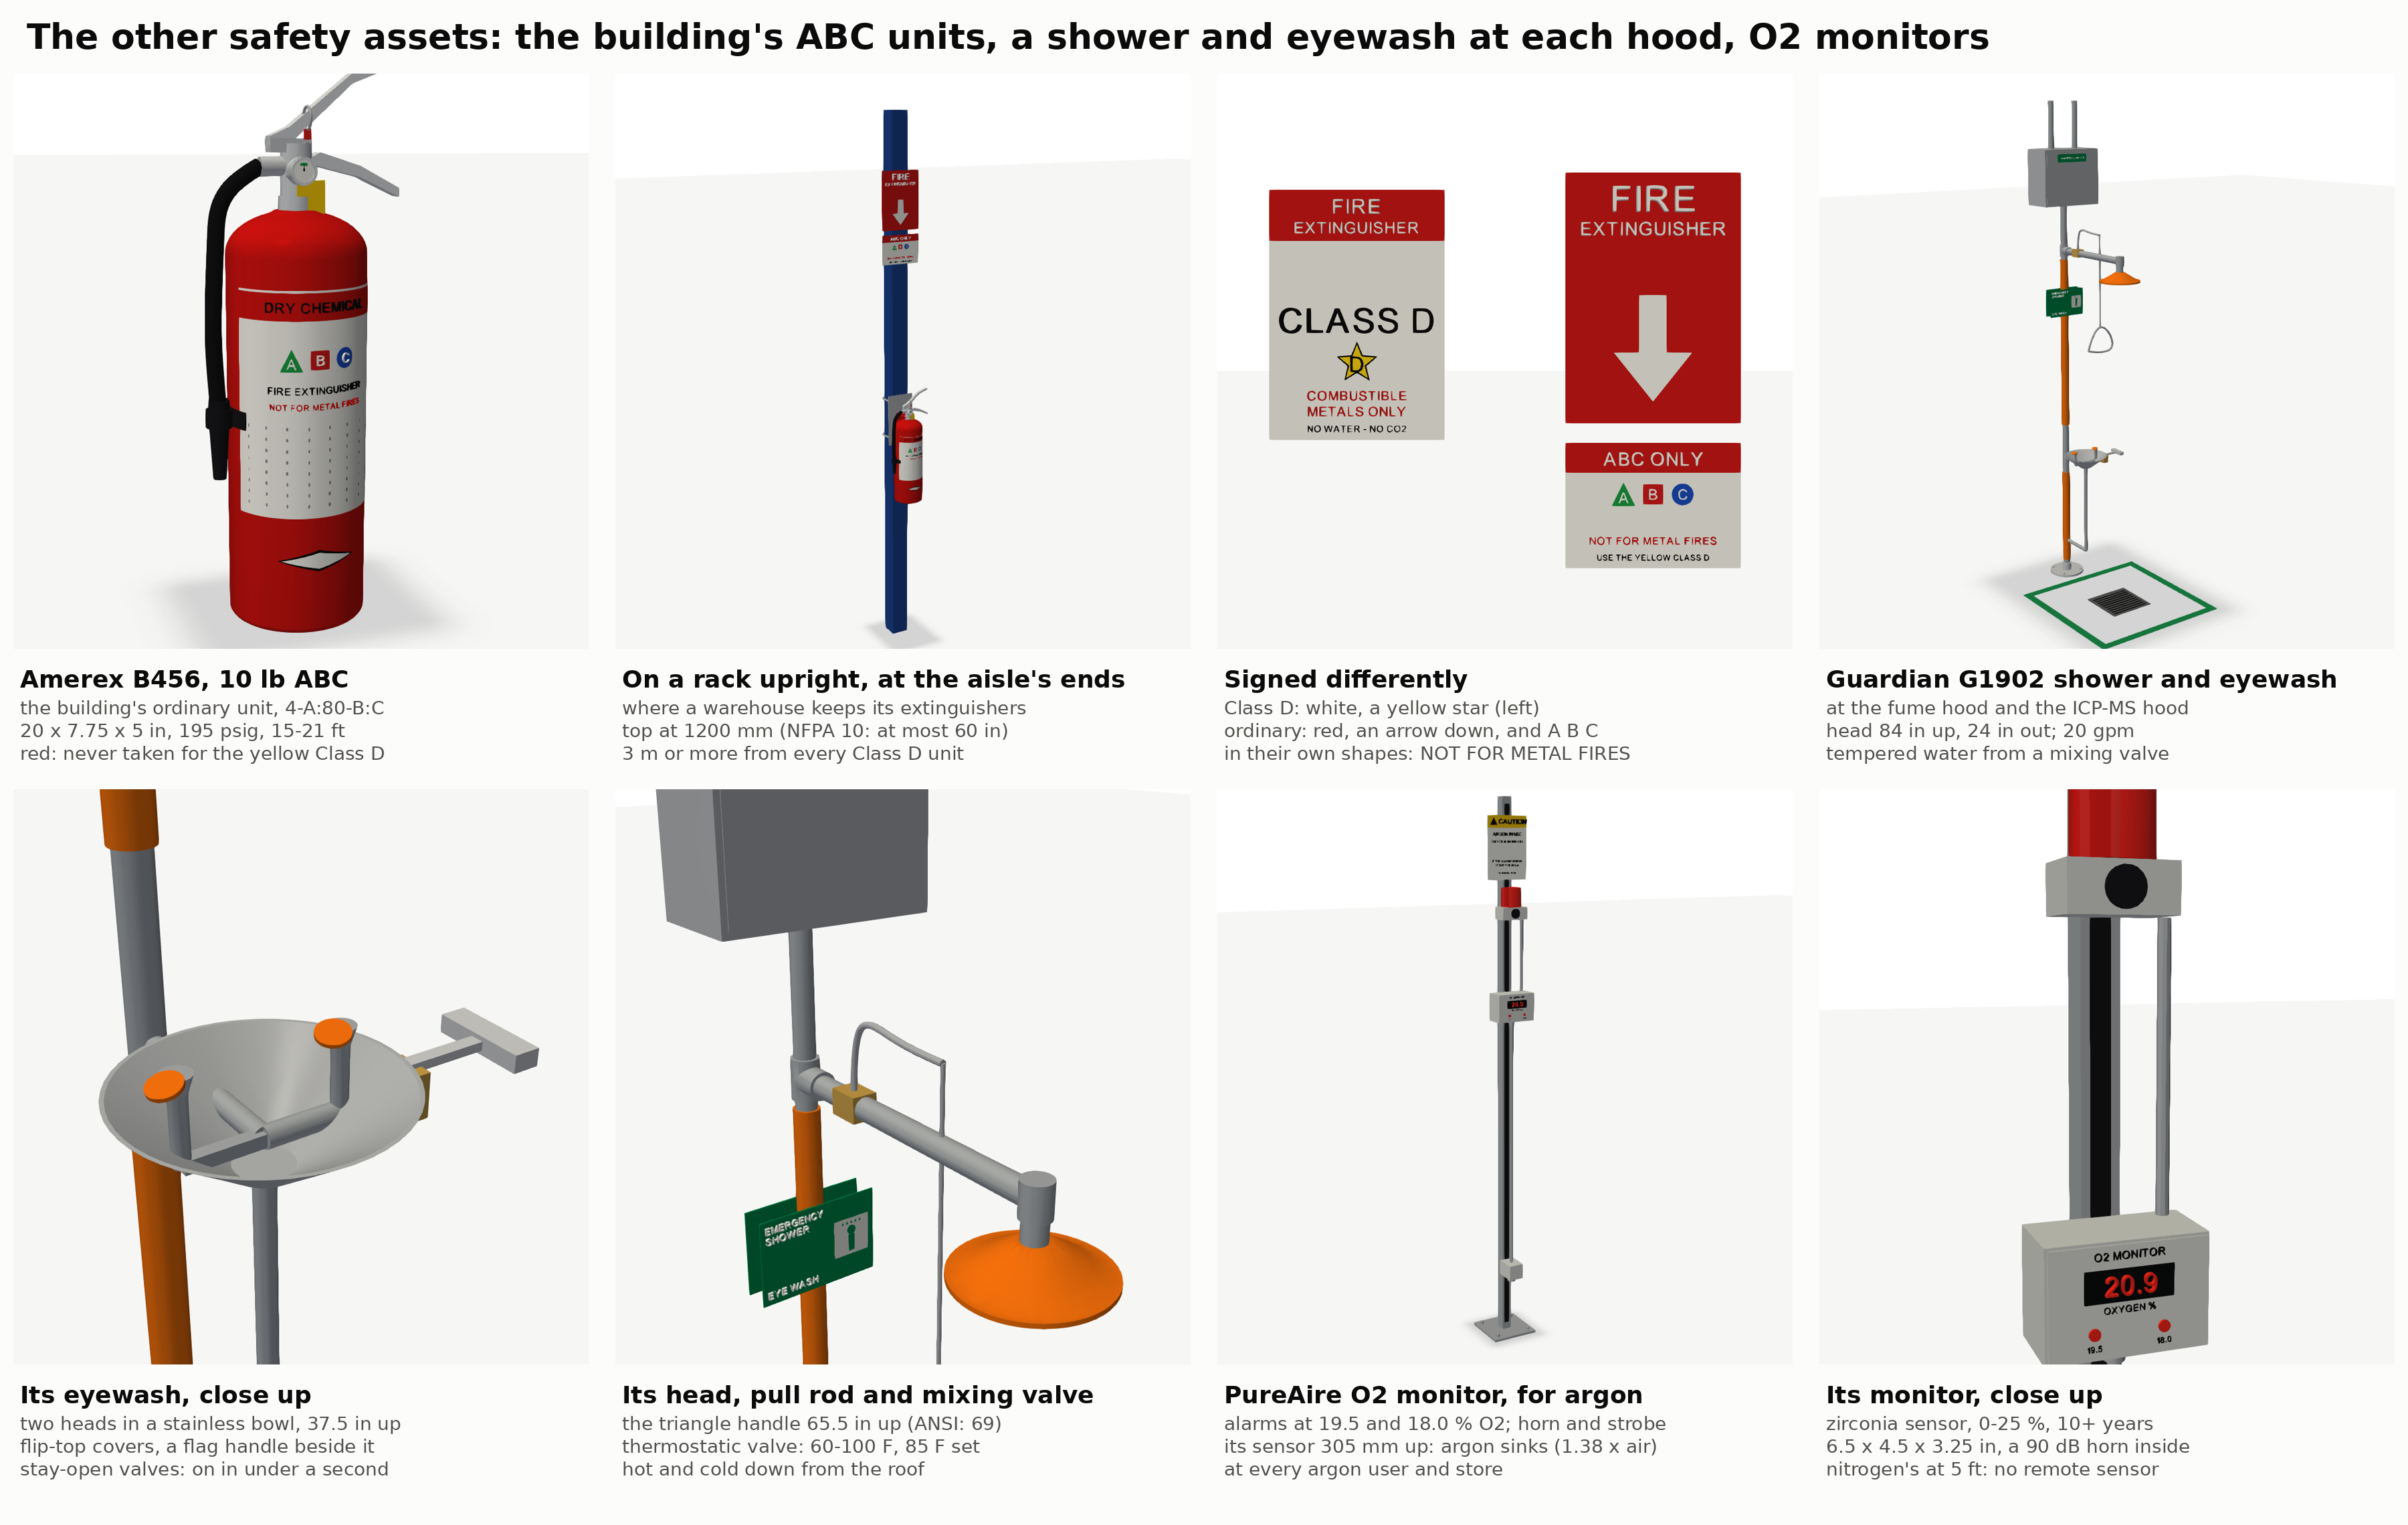 The other safety assets: the building's ABC units, a shower and eyewash at each hood, O2 monitors
DRY CHEMICAL
A B C
FIRE EXTINGUISHER
NOT FOR METAL FIRES
FIRE
EXTINGUISHER
ABC ONLY
A B C
FIRE
EXTINGUISHER
CLASS D
D
COMBUSTIBLE
METALS ONLY
NO WATER - NO CO2
FIRE
EXTINGUISHER
ABC ONLY
A B C
NOT FOR METAL FIRES
USE THE YELLOW CLASS D
Amerex B456, 10 lb ABC
the building's ordinary unit, 4-A:80-B:C
20 x 7.75 x 5 in, 195 psig, 15-21 ft
red: never taken for the yellow Class D
On a rack upright, at the aisle's ends
where a warehouse keeps its extinguishers
top at 1200 mm (NFPA 10: at most 60 in)
3 m or more from every Class D unit
Signed differently
Class D: white, a yellow star (left)
ordinary: red, an arrow down, and A B C
in their own shapes: NOT FOR METAL FIRES
Guardian G1902 shower and eyewash
at the fume hood and the ICP-MS hood
head 84 in up, 24 in out; 20 gpm
tempered water from a mixing valve
EMERGENCY
SHOWER
EYE WASH
CAUTION
20.9
O2 MONITOR
20.9
OXYGEN %
19.5
18.0
Its eyewash, close up
two heads in a stainless bowl, 37.5 in up
flip-top covers, a flag handle beside it
stay-open valves: on in under a second
Its head, pull rod and mixing valve
the triangle handle 65.5 in up (ANSI: 69)
thermostatic valve: 60-100 F, 85 F set
hot and cold down from the roof
PureAire O2 monitor, for argon
alarms at 19.5 and 18.0 % O2; horn and strobe
its sensor 305 mm up: argon sinks (1.38 x air)
at every argon user and store
Its monitor, close up
zirconia sensor, 0-25 %, 10+ years
6.5 x 4.5 x 3.25 in, a 90 dB horn inside
nitrogen's at 5 ft: no remote sensor